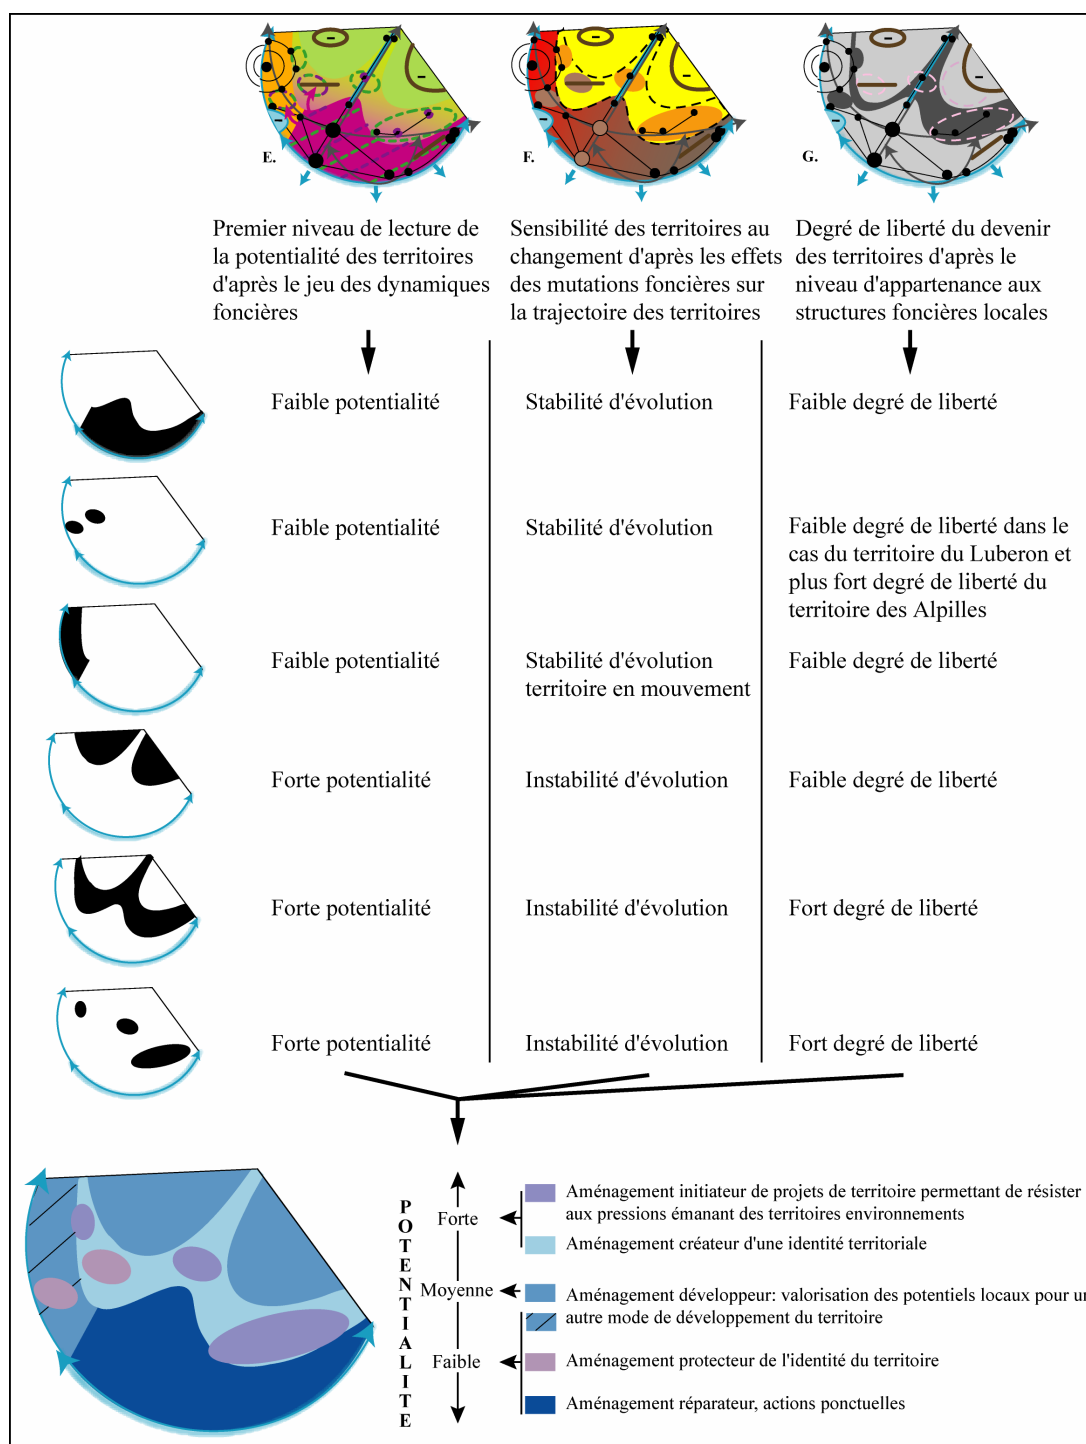 E.
F.
G.
Premier niveau de lecture de
la potentialité des territoires
d'après le jeu des dynamiques
foncières
Sensibilité des territoires au
changement d'après les effets
des mutations foncières sur
la trajectoire des territoires
Degré de liberté du devenir
des territoires d'après le
niveau d'appartenance aux
structures foncières locales
Faible potentialité
Stabilité d'évolution
Faible degré de liberté
Faible potentialité
Stabilité d'évolution
Faible degré de liberté dans le
cas du territoire du Luberon et
plus fort degré de liberté du
territoire des Alpilles
Faible potentialité
Stabilité d'évolution
territoire en mouvement
Faible degré de liberté
Forte potentialité
Instabilité d'évolution
Faible degré de liberté
Forte potentialité
Instabilité d'évolution
Fort degré de liberté
Forte potentialité
Instabilité d'évolution
Fort degré de liberté
POTENTIALITE
Forte
Moyenne
Faible
Aménagement initiateur de projets de territoire permettant de résister
aux pressions émanant des territoires environnements
Aménagement créateur d'une identité territoriale
Aménagement développeur: valorisation des potentiels locaux pour un
autre mode de développement du territoire
Aménagement protecteur de l'identité du territoire
Aménagement réparateur, actions ponctuelles